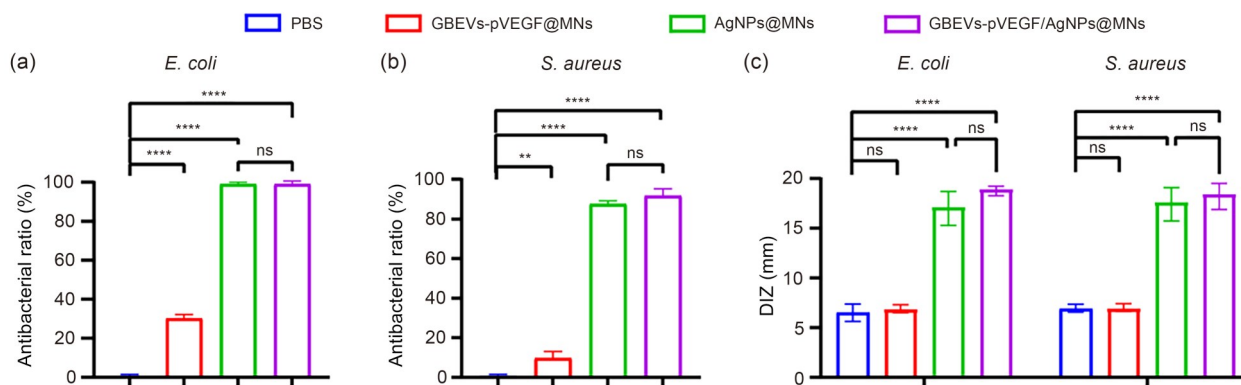 PBS
GBEVs-pVEGF@MNs
AgNPs@MNs
GBEVs-pVEGF/AgNPs@MNs
(a)
E. coli
****
****
****
ns
100
80
60
40
20
0
Antibacterial ratio (%)
(b)
S. aureus
****
****
**
ns
100
80
60
40
20
0
Antibacterial ratio (%)
(c)
E. coli
S. aureus
****
****
ns
ns
****
****
ns
ns
20
15
10
5
0
DIZ (mm)